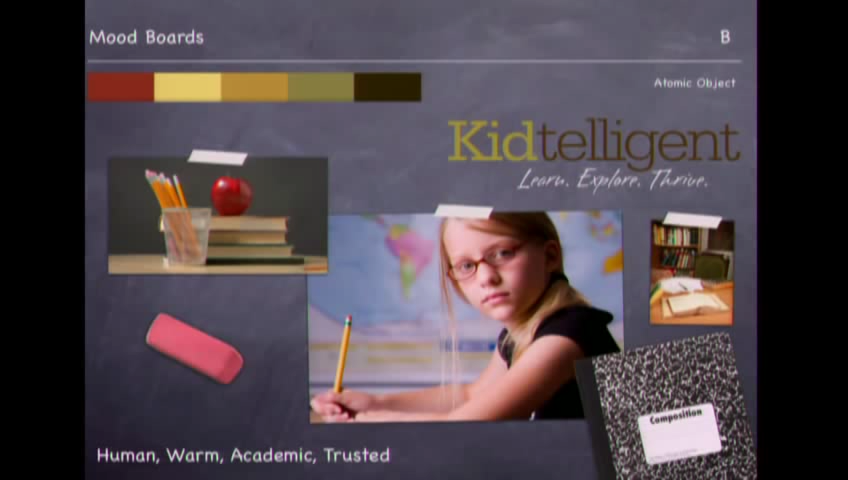 Mood Boards
B
Atomic Object
Kidtelligent
Learn. Explore. Thrive.
Composition
Human, Warm, Academic, Trusted